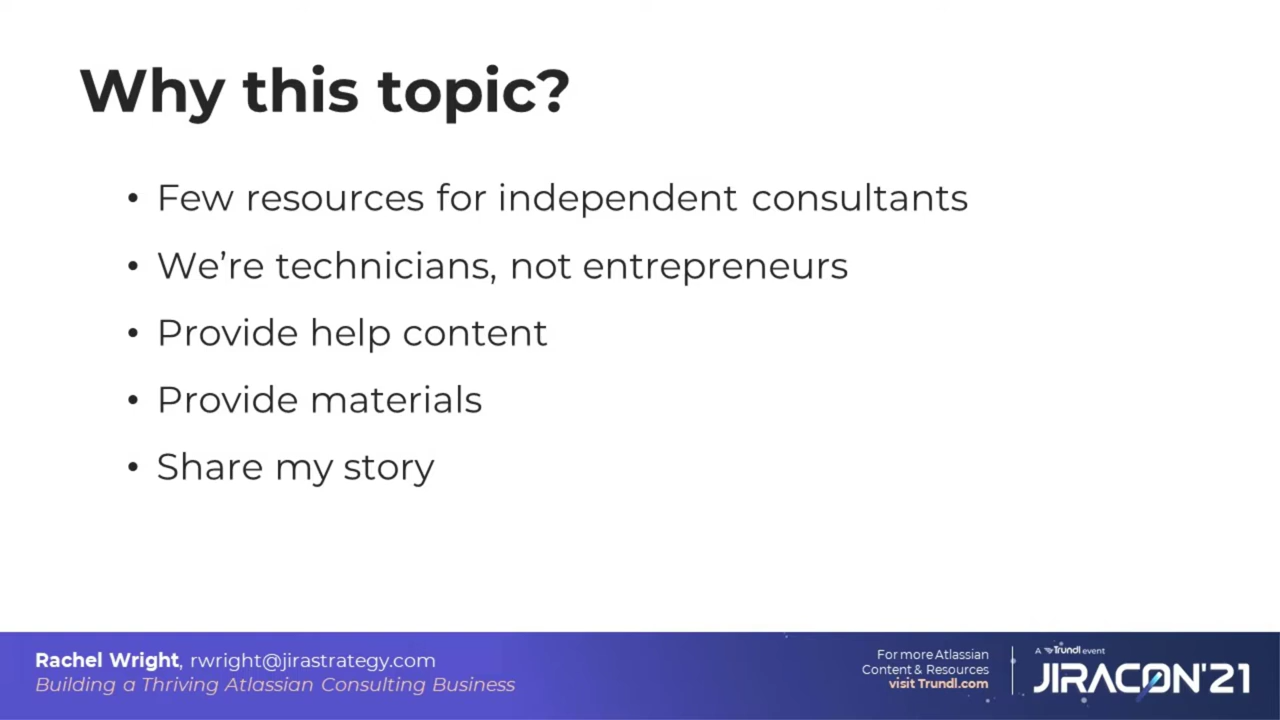 Why this topic?
• Few resources for independent consultants
• We’re technicians, not entrepreneurs
• Provide help content
• Provide materials
• Share my story
Rachel Wright, rwright@jirastrategy.com
Building a Thriving Atlassian Consulting Business
For more Atlassian
Content & Resources
visit Trundl.com
A Trundl event
JIRACON'21